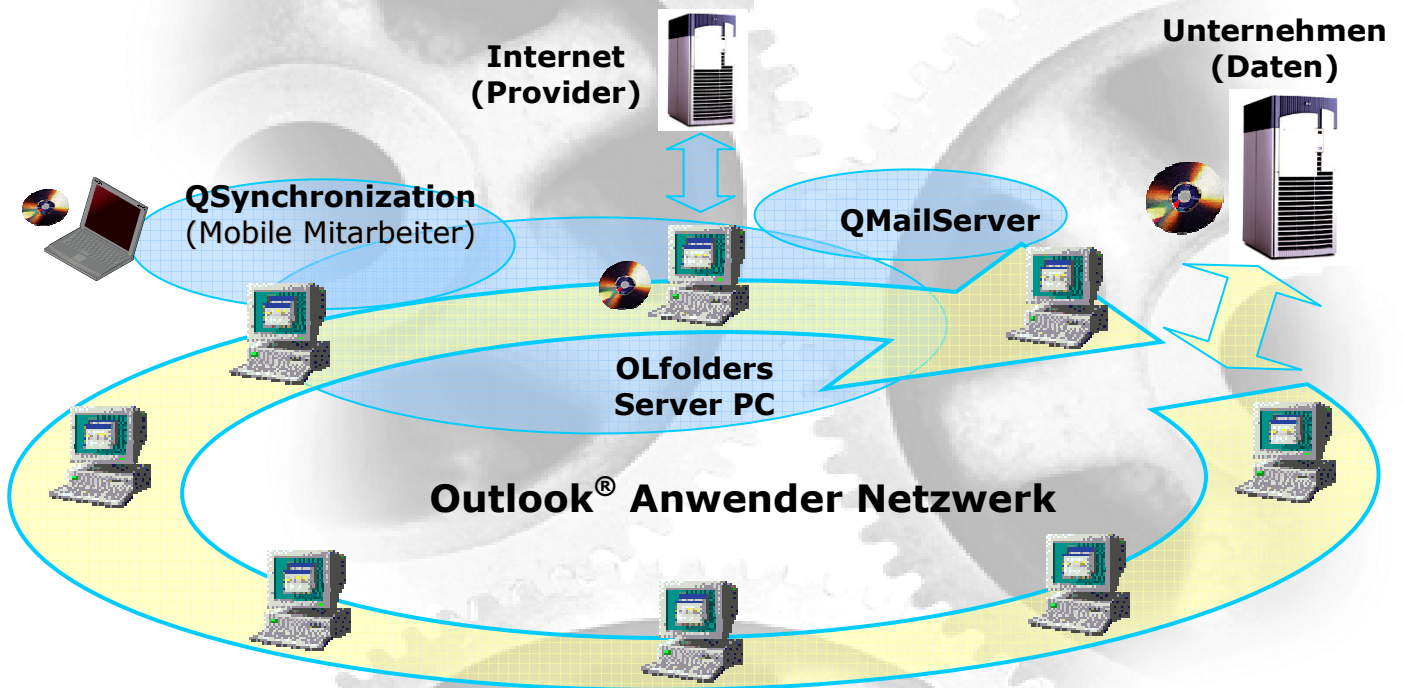 Internet
(Provider)
Unternehmen
(Daten)
QSynchronization
(Mobile Mitarbeiter)
QMailServer
OLfolders
Server PC
Outlook® Anwender Netzwerk